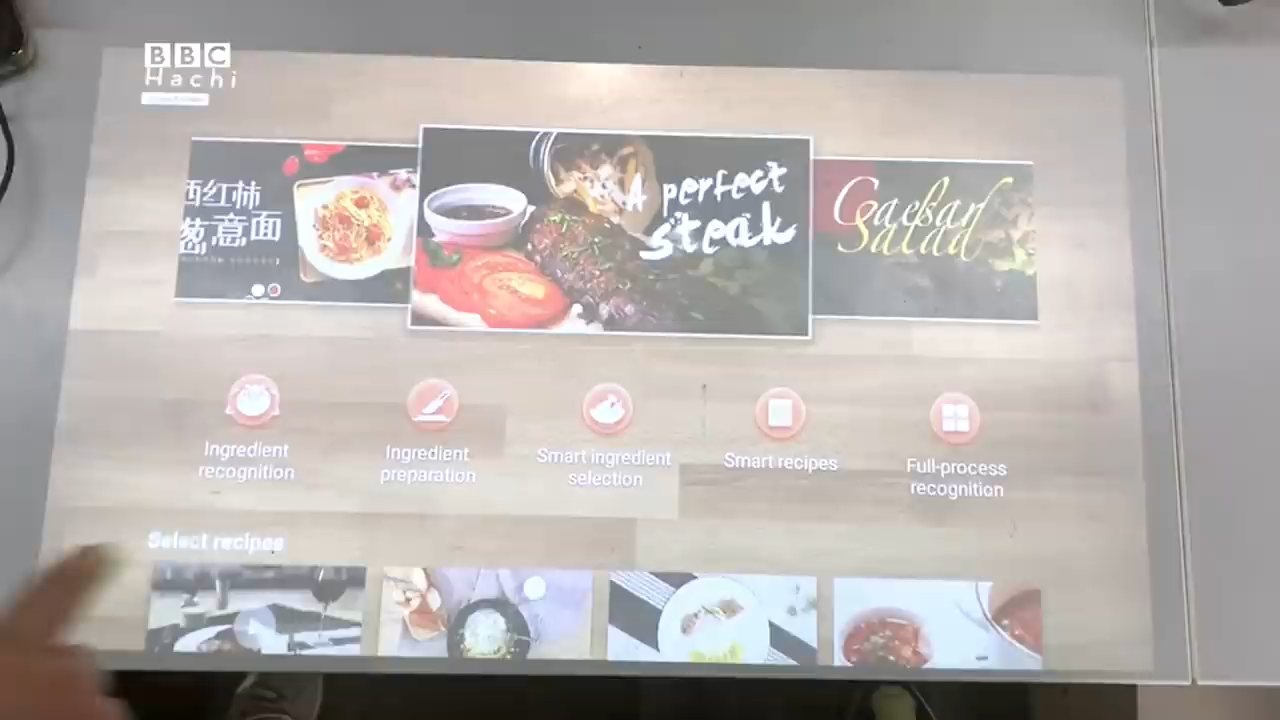 BBC
Hachi
西红柿
意面
A perfect
steak
Caesar
Salad
Ingredient
recognition
Ingredient
preparation
Smart ingredient
selection
Smart recipes
Full-process
recognition
Select recipes